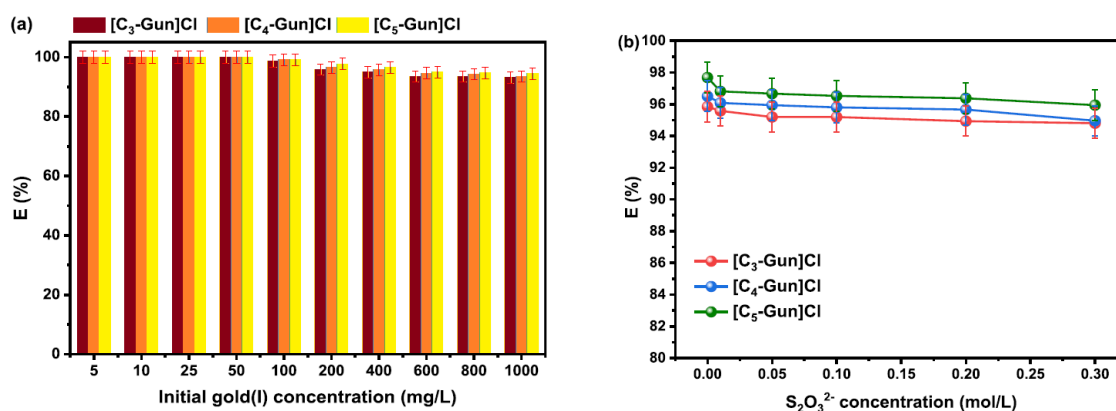 (a) [C₃-Gun]Cl [C₄-Gun]Cl [C₅-Gun]Cl
100
80
60
40
20
0
E (%)
5 10 25 50 100 200 400 600 800 1000
Initial gold(I) concentration (mg/L)
(b)
100
98
96
94
92
90
88
86
84
82
80
E (%)
[C₃-Gun]Cl
[C₄-Gun]Cl
[C₅-Gun]Cl
0.00 0.05 0.10 0.15 0.20 0.25 0.30
S₂O₃²⁻ concentration (mol/L)